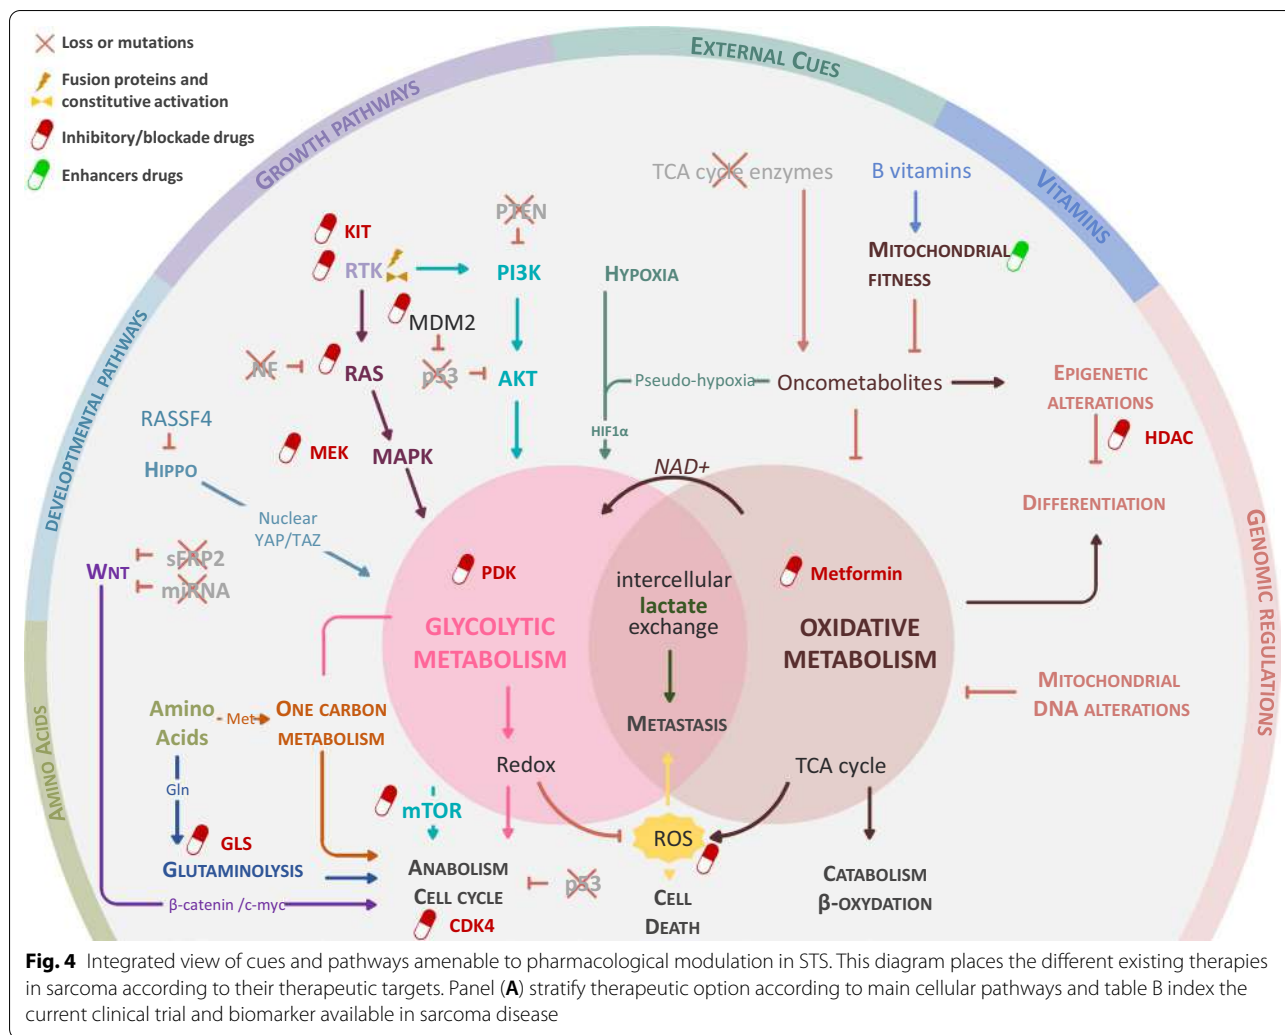 Loss or mutations
Fusion proteins and
constitutive activation
Inhibitory/blockade drugs
Enhancers drugs
EXTERNAL CUES
GROWTH PATHWAYS
VITAMINS
DEVELOPTMENTAL PATHWAYS
GENOMIC REGULATIONS
AMINO ACIDS
TCA cycle enzymes
B vitamins
PTEN
KIT
RTK
PI3K
HYPOXIA
MITOCHONDRIAL
FITNESS
MDM2
NF
RAS
p53
AKT
Pseudo-hypoxia
Oncometabolites
EPIGENETIC
ALTERATIONS
RASSF4
HIF1α
HDAC
MEK
MAPK
HIPPO
NAD+
DIFFERENTIATION
Nuclear
YAP/TAZ
WNT
sFRP2
miRNA
PDK
intercellular
lactate
exchange
Metformin
GLYCOLYTIC
METABOLISM
OXIDATIVE
METABOLISM
MITOCHONDRIAL
DNA ALTERATIONS
Amino
Acids
Met
ONE CARBON
METABOLISM
METASTASIS
Redox
TCA cycle
Gln
mTOR
GLS
ROS
GLUTAMINOLYSIS
ANABOLISM
CELL CYCLE
p53
CELL
DEATH
CATABOLISM
β-OXYDATION
β-catenin /c-myc
CDK4
Fig. 4 Integrated view of cues and pathways amenable to pharmacological modulation in STS. This diagram places the different existing therapies
in sarcoma according to their therapeutic targets. Panel (A) stratify therapeutic option according to main cellular pathways and table B index the
current clinical trial and biomarker available in sarcoma disease